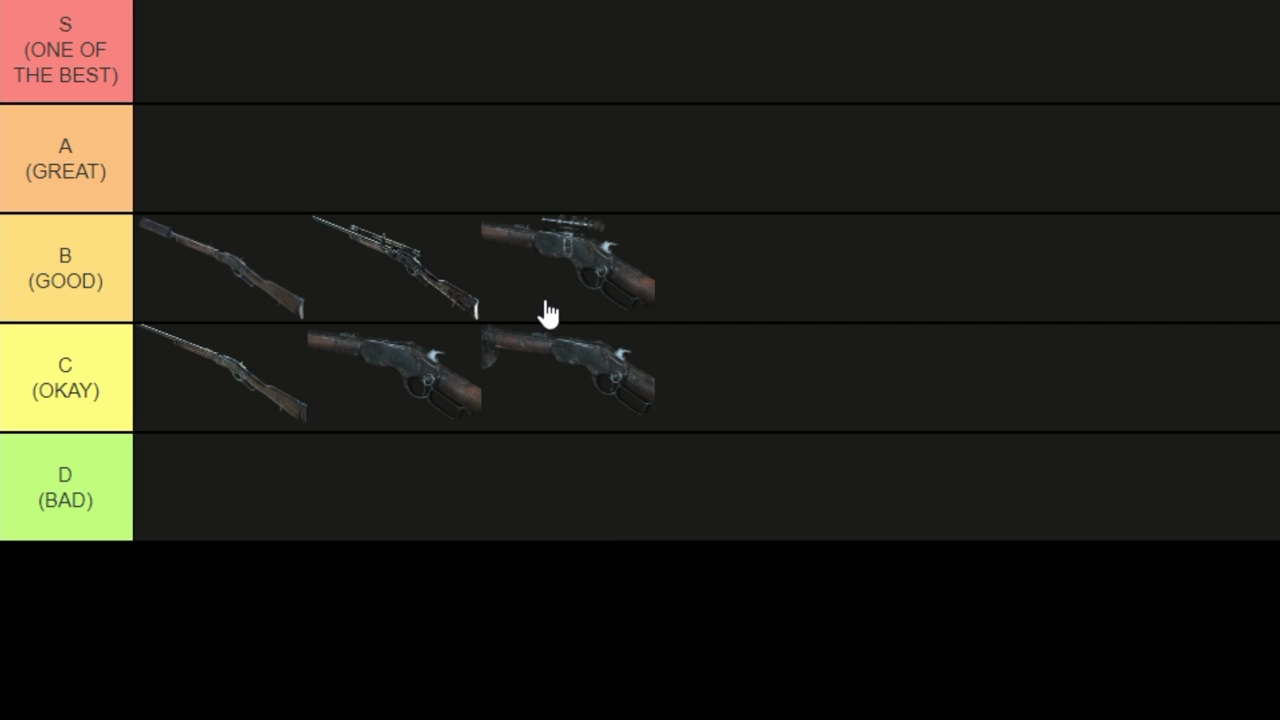 S
(ONE OF
THE BEST)
A
(GREAT)
B
(GOOD)
C
(OKAY)
D
(BAD)